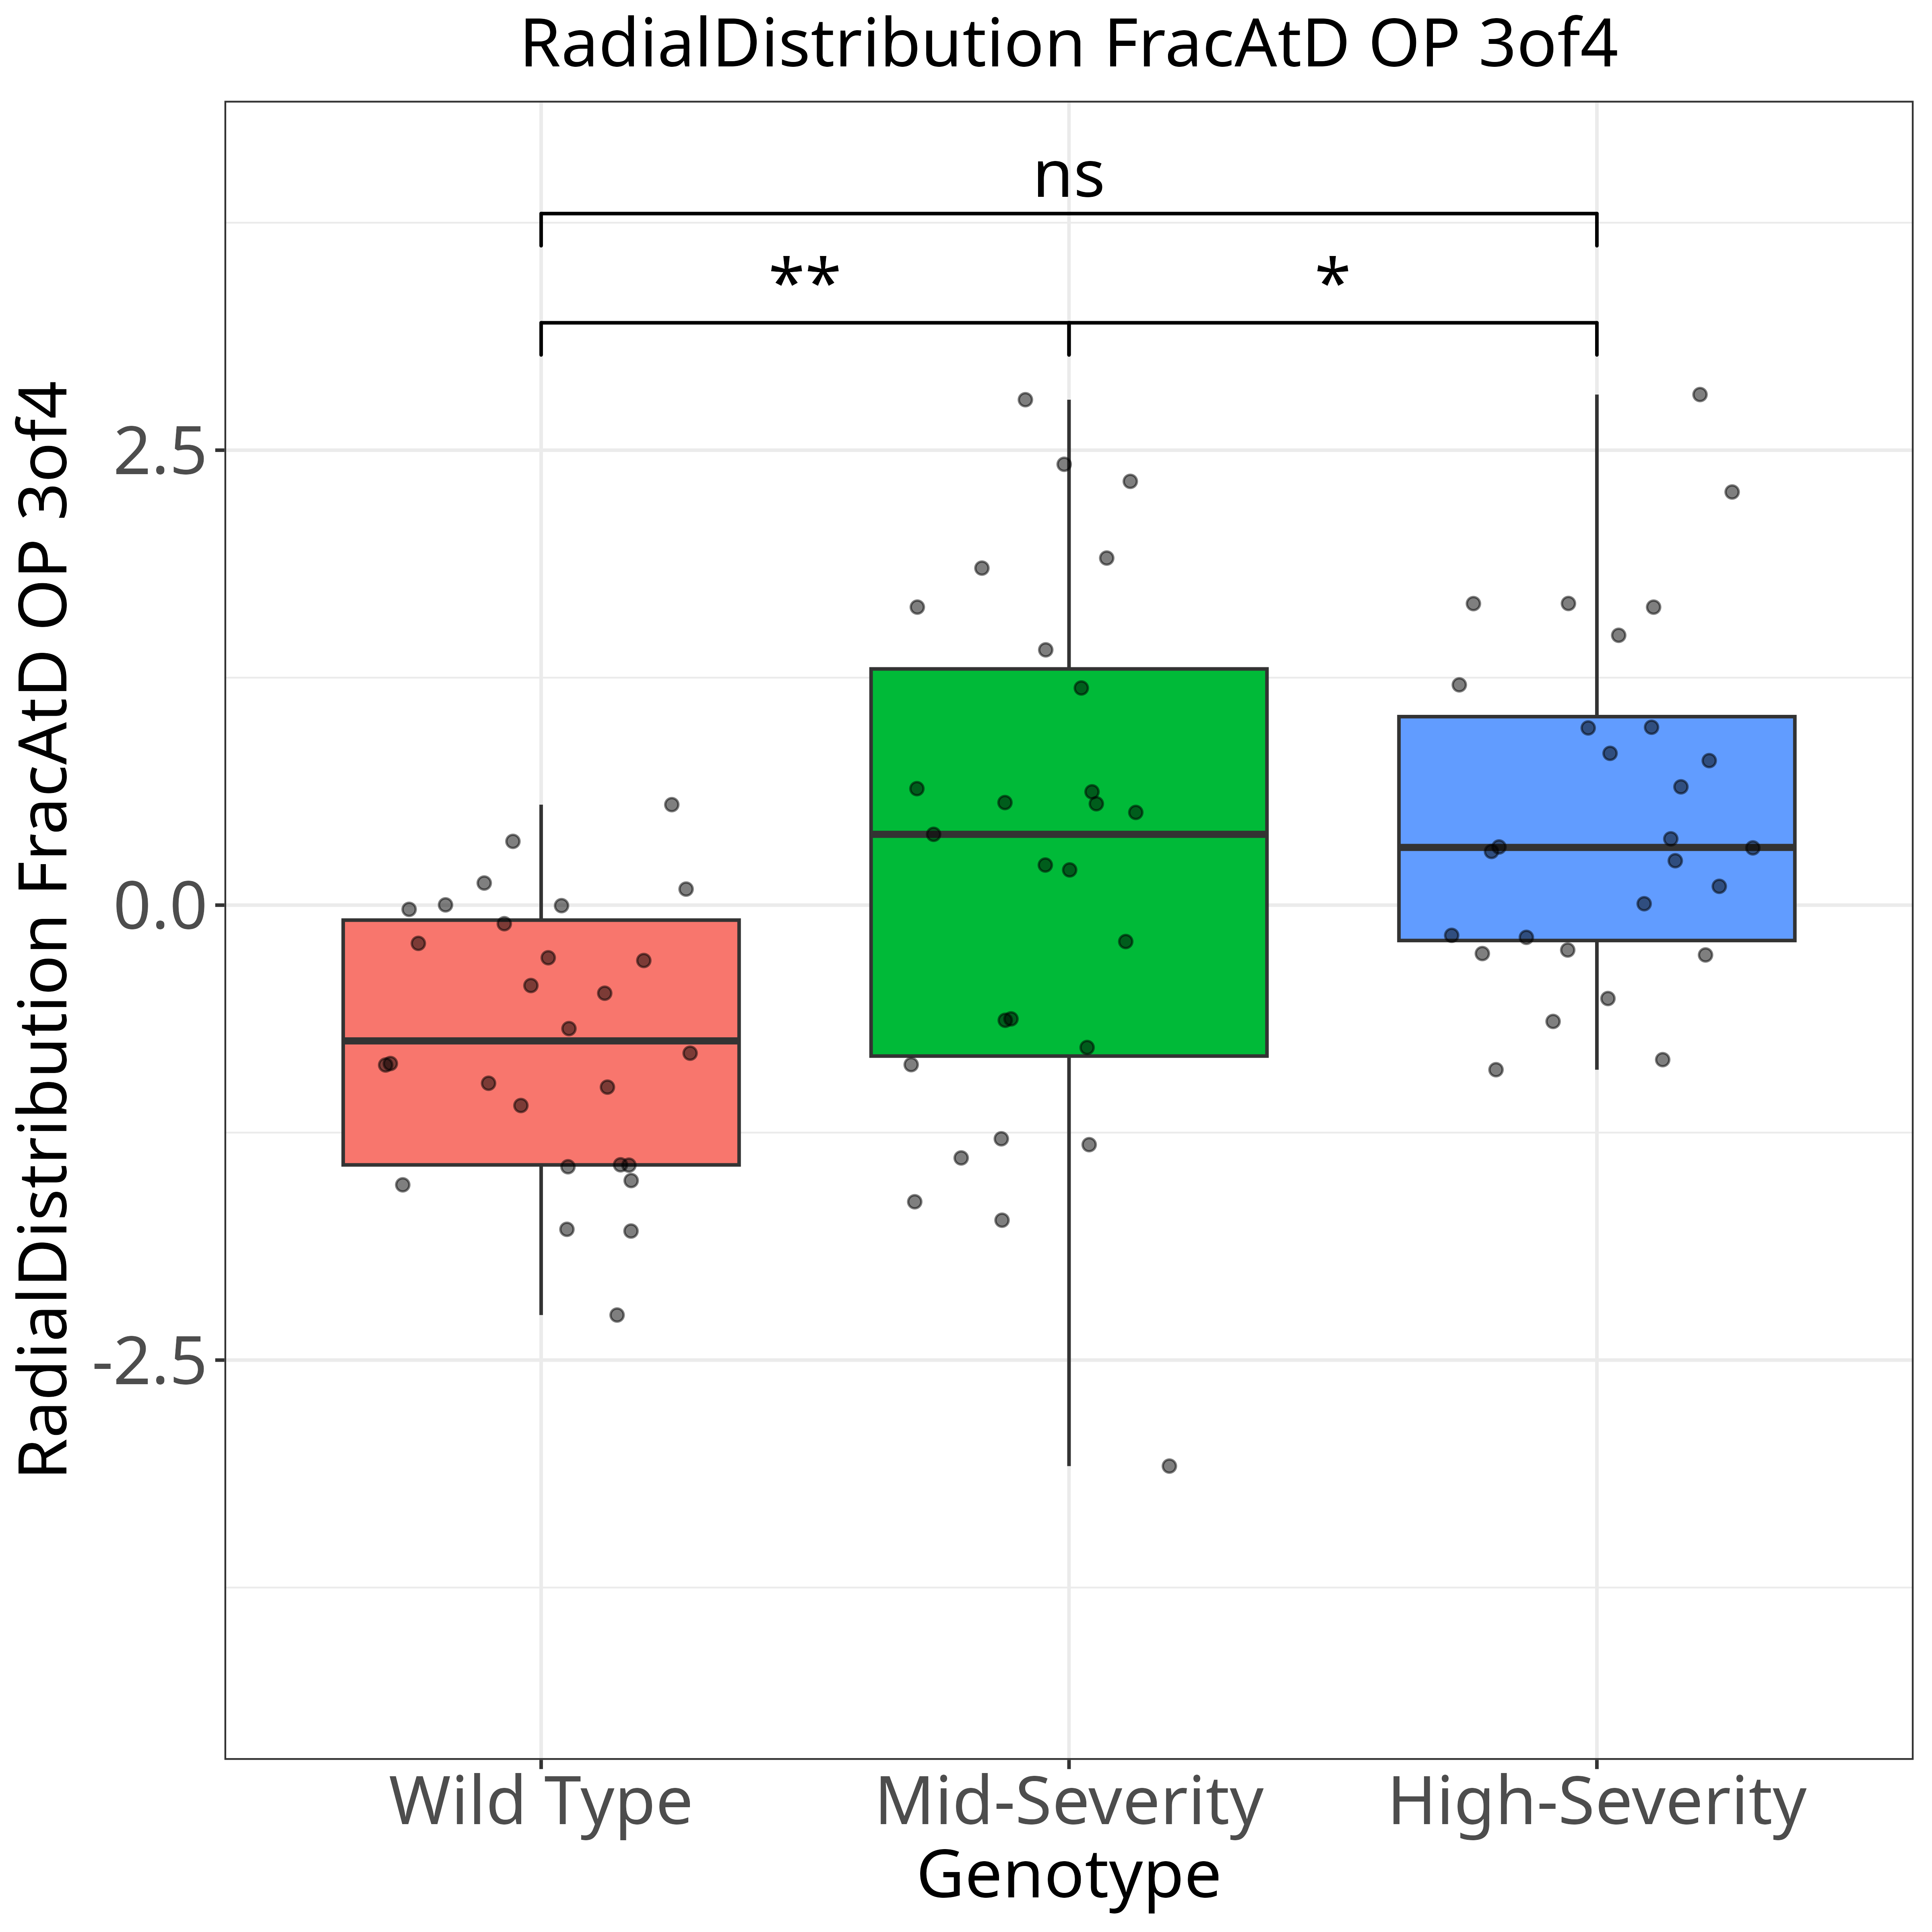 RadialDistribution FracAtD OP 3of4
RadialDistribution FracAtD OP 3of4
ns
**
*
2.5
0.0
-2.5
Wild Type
Mid-Severity
High-Severity
Genotype